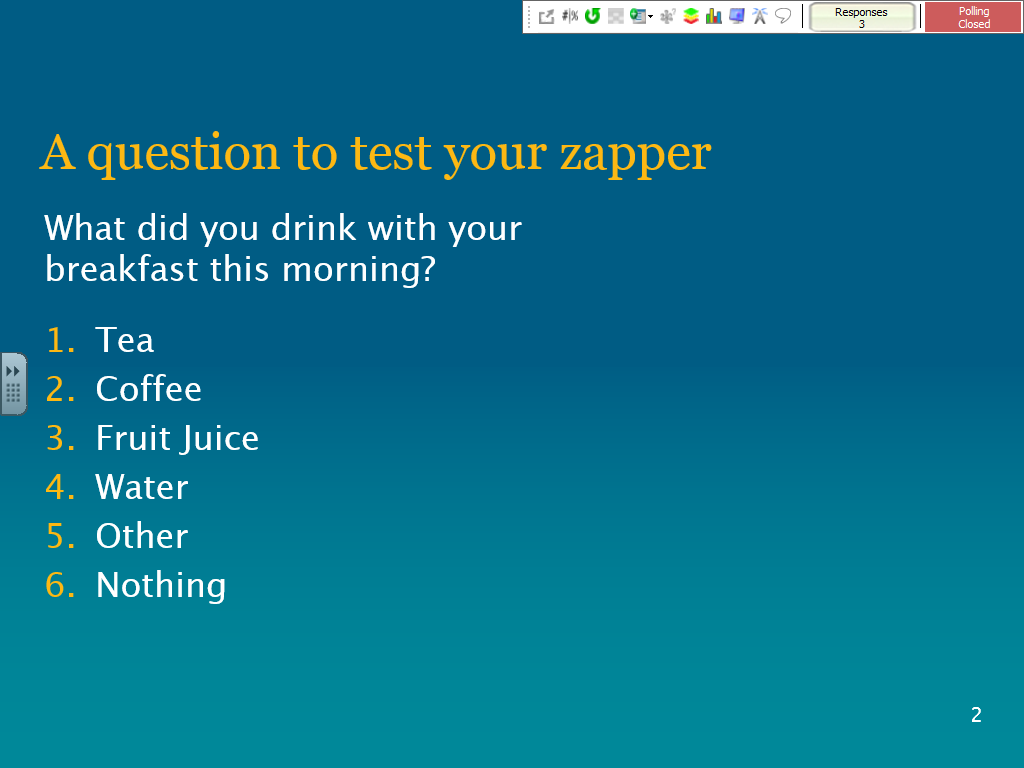 #|%
Responses
3
Polling
Closed
A question to test your zapper
What did you drink with your
breakfast this morning?
1. Tea
2. Coffee
3. Fruit Juice
4. Water
5. Other
6. Nothing
2